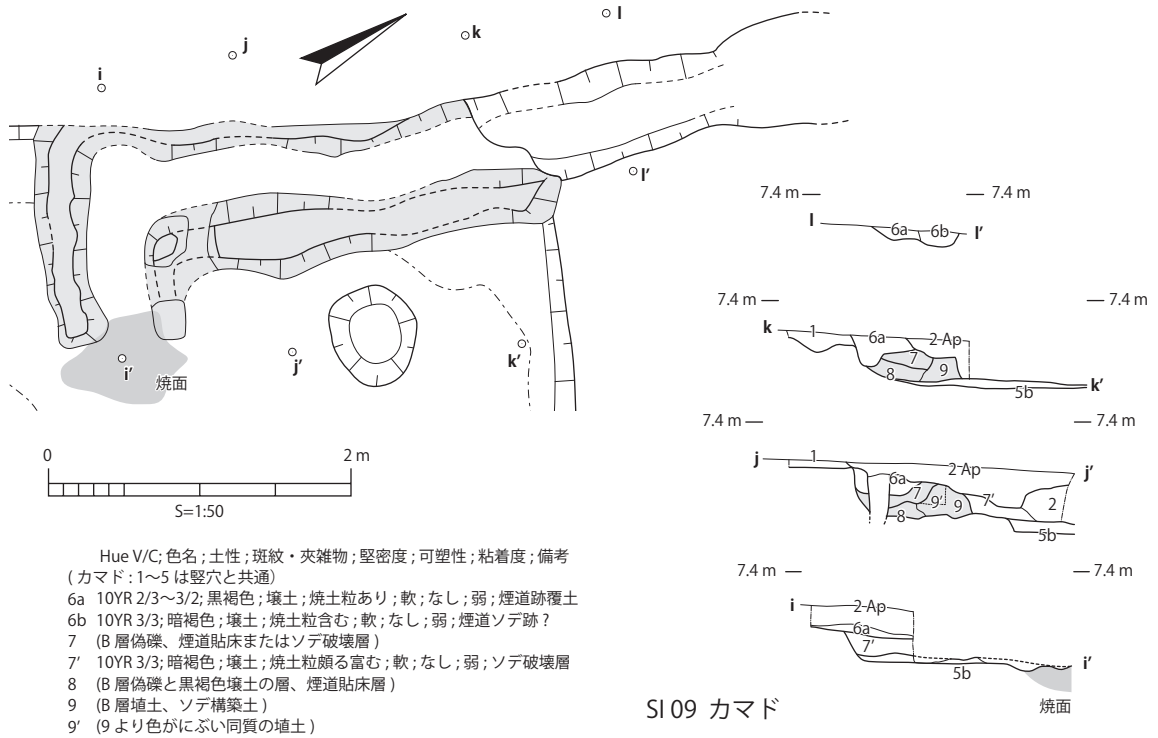 i
j
k
l
i'
j'
k'
l'
焼面
0
2 m
S=1:50
Hue V/C; 色名 ; 土性 ; 斑紋・夾雑物 ; 堅密度 ; 可塑性 ; 粘着度 ; 備考
( カマド : 1～5 は竪穴と共通）
6a 10YR 2/3～3/2; 黒褐色 ; 壌土 ; 焼土粒あり ; 軟 ; なし ; 弱 ; 煙道跡覆土
6b 10YR 3/3; 暗褐色 ; 壌土 ; 焼土粒含む ; 軟 ; なし ; 弱 ; 煙道ソデ跡 ?
7 (B 層偽礫、煙道貼床またはソデ破壊層 )
7' 10YR 3/3; 暗褐色 ; 壌土 ; 焼土粒頗る富む ; 軟 ; なし ; 弱 ; ソデ破壊層
8 (B 層偽礫と黒褐色壌土の層、煙道貼床層 )
9 (B 層埴土、ソデ構築土 )
9' (9 より色がにぶい同質の埴土 )
7.4 m
7.4 m
l
6a
6b
l'
7.4 m
7.4 m
k
1
6a
2 Ap
7
8
9
5b
k'
7.4 m
7.4 m
j
1
2 Ap
j'
6a
7
9'
9
7'
2
8
5b
7.4 m
7.4 m
i
2 Ap
6a
7'
5b
i'
焼面
SI 09 カマド